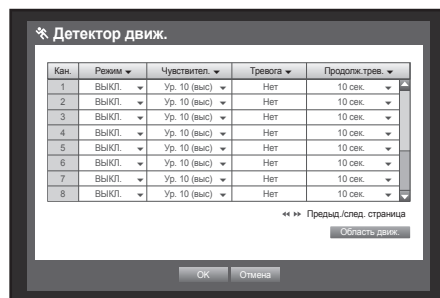 Детектор движ.
Кан. Режим Чувствител. Тревога Продолж.трев.
1 ВЫКЛ. Ур. 10 (выс) Нет 10 сек.
2 ВЫКЛ. Ур. 10 (выс) Нет 10 сек.
3 ВЫКЛ. Ур. 10 (выс) Нет 10 сек.
4 ВЫКЛ. Ур. 10 (выс) Нет 10 сек.
5 ВЫКЛ. Ур. 10 (выс) Нет 10 сек.
6 ВЫКЛ. Ур. 10 (выс) Нет 10 сек.
7 ВЫКЛ. Ур. 10 (выс) Нет 10 сек.
8 ВЫКЛ. Ур. 10 (выс) Нет 10 сек.
Предыд./след. страница
Область движ.
OK Отмена